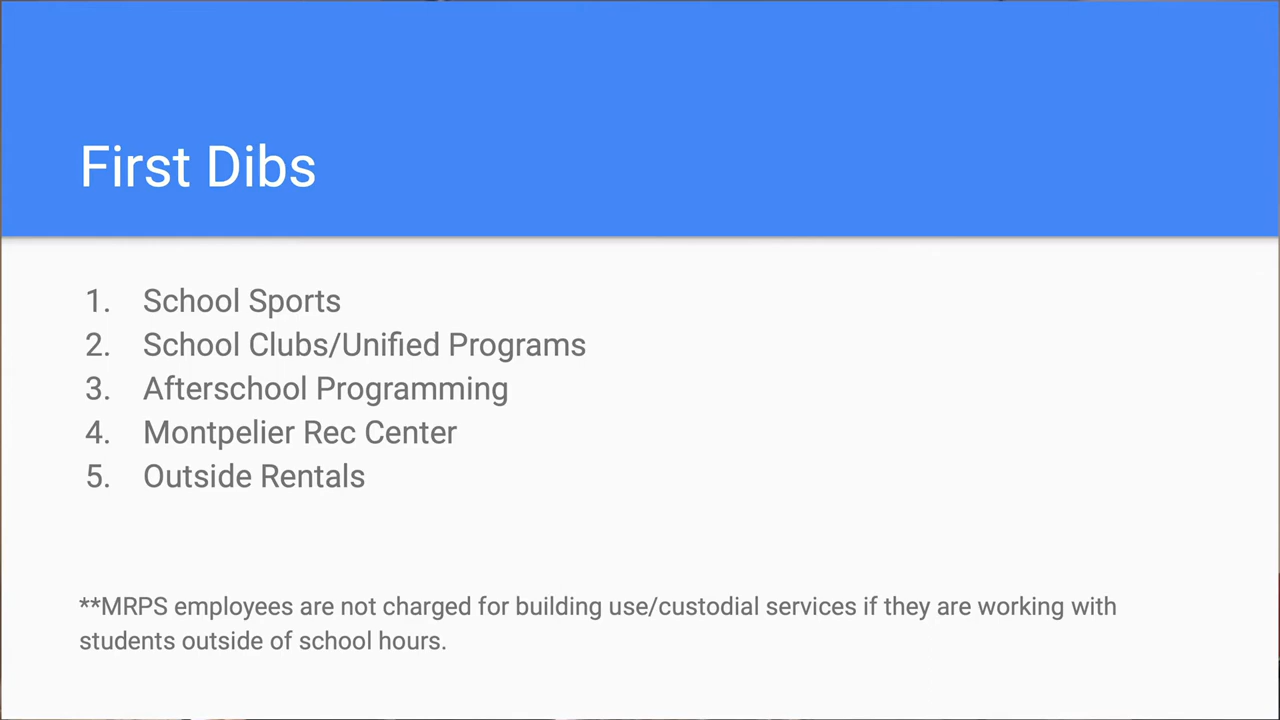 First Dibs
1. School Sports
2. School Clubs/Unified Programs
3. Afterschool Programming
4. Montpelier Rec Center
5. Outside Rentals
**MRPS employees are not charged for building use/custodial services if they are working with
students outside of school hours.